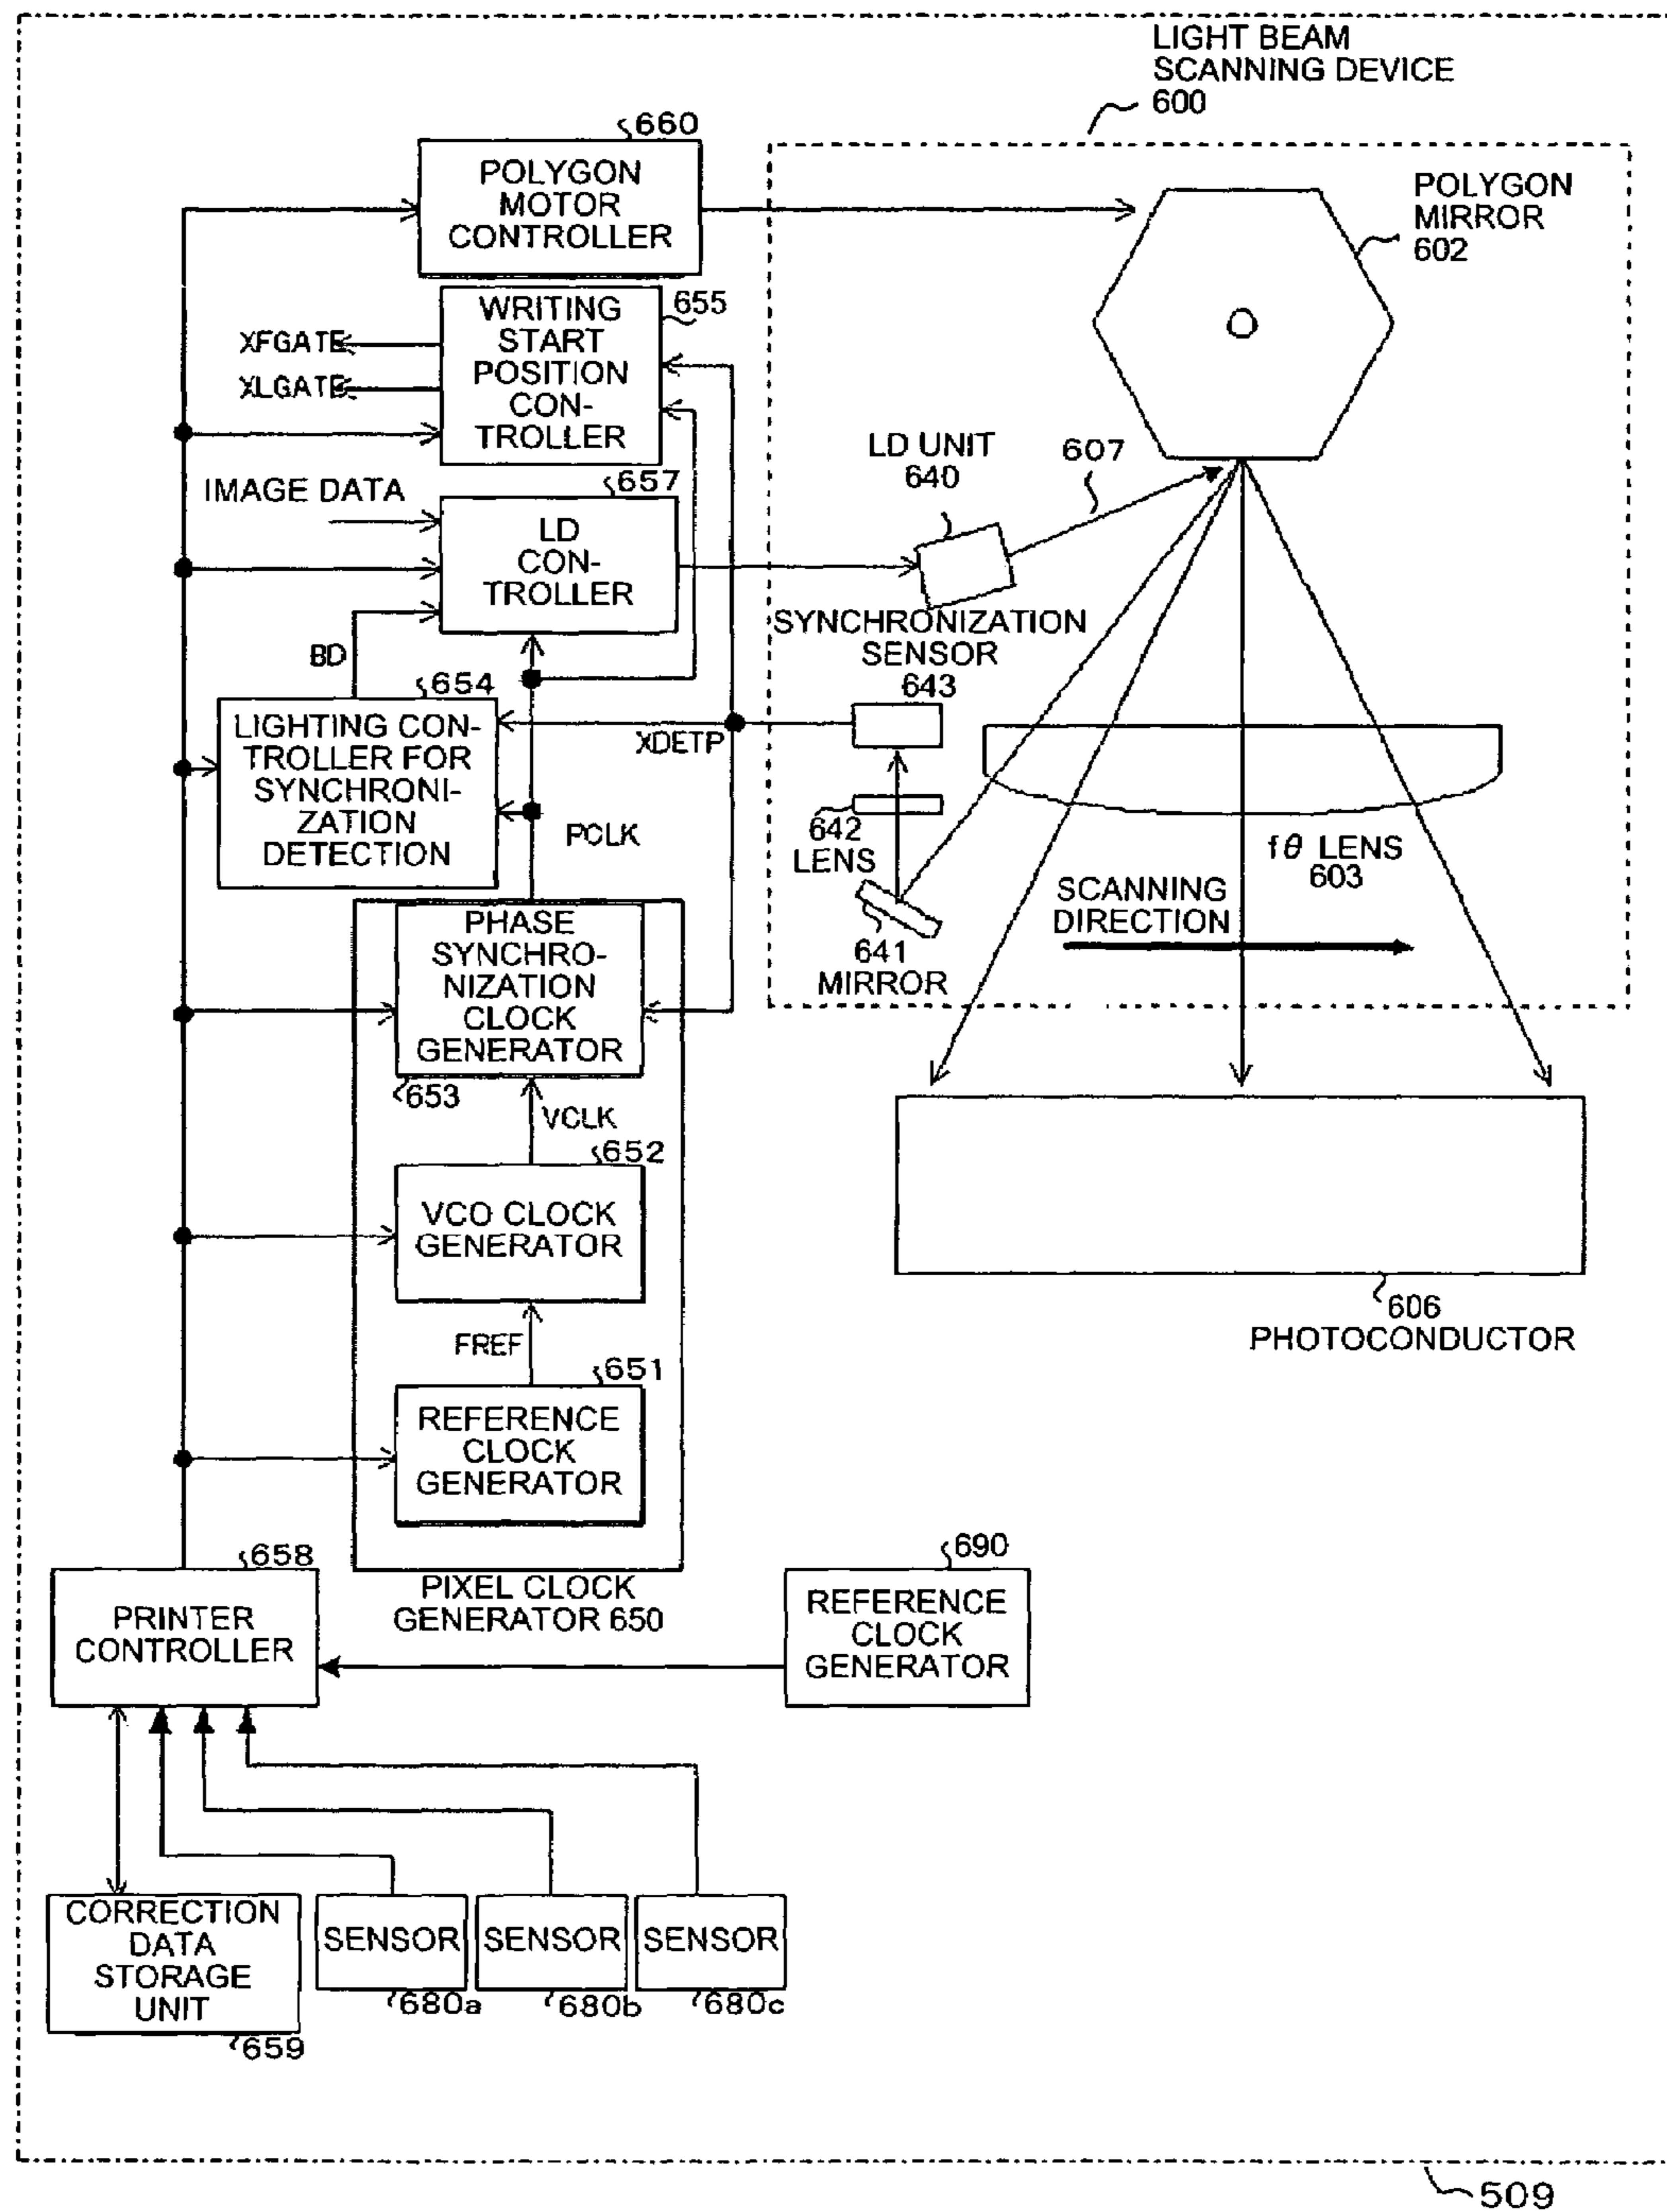 LIGHT BEAM
SCANNING DEVICE
600
660
POLYGON
MOTOR
CONTROLLER
POLYGON
MIRROR
602
655
WRITING
START
POSITION
CON-
TROLLER
XFGATE
XLGATE
LD UNIT
640
607
IMAGE DATA
657
LD
CON-
TROLLER
SYNCHRONIZATION
SENSOR
643
BD
654
LIGHTING CON-
TROLLER FOR
SYNCHRONI-
ZATION
DETECTION
XDETP
PCLK
642
LENS
fθ LENS
603
SCANNING
DIRECTION
641
MIRROR
PHASE
SYNCHRO-
NIZATION
CLOCK
GENERATOR
653
VCLK
652
VCO CLOCK
GENERATOR
606
PHOTOCONDUCTOR
FREF
651
REFERENCE
CLOCK
GENERATOR
658
PRINTER
CONTROLLER
PIXEL CLOCK
GENERATOR 650
690
REFERENCE
CLOCK
GENERATOR
CORRECTION
DATA
STORAGE
UNIT
659
SENSOR
680a
SENSOR
680b
SENSOR
680c
509